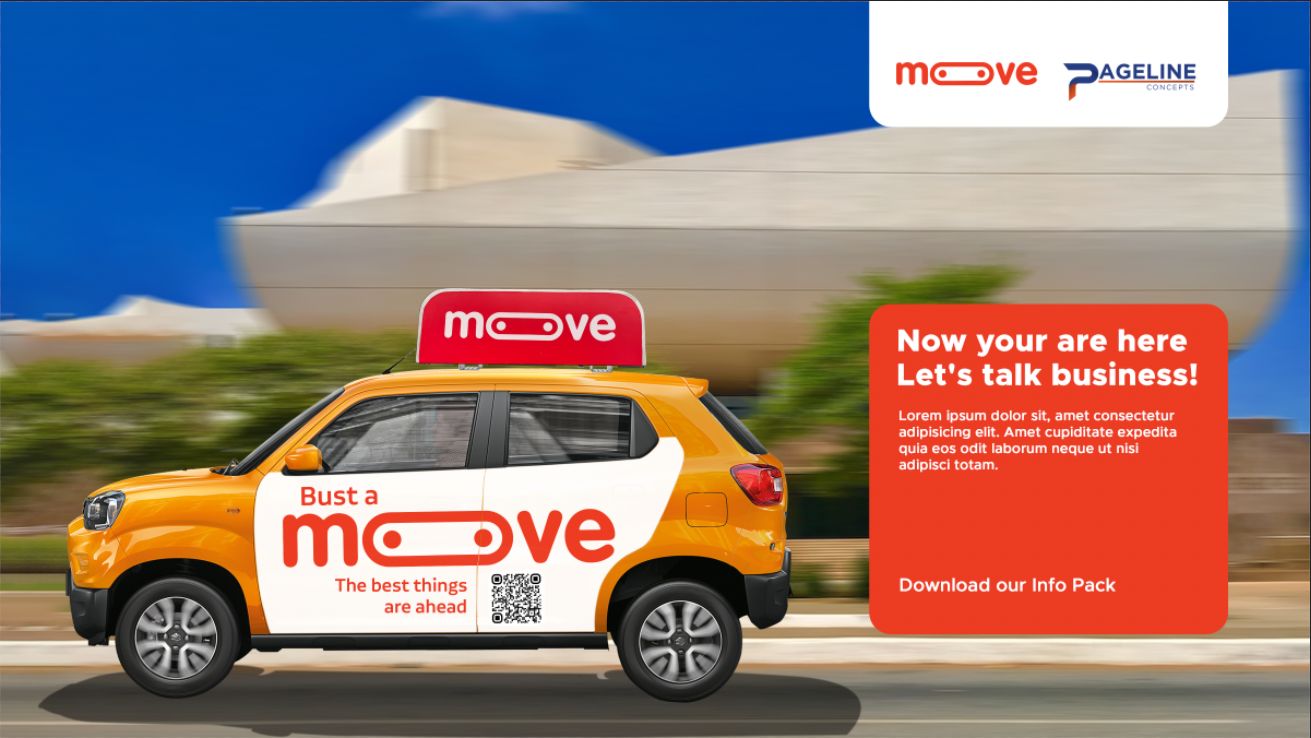 moove
PAGELINE
CONCEPTS
moove
Now your are here
Let's talk business!
Lorem ipsum dolor sit, amet consectetur
adipisicing elit. Amet cupiditate expedita
quia eos odit laborum neque ut nisi
adipisci totam.
Download our Info Pack
Bust a
moove
The best things
are ahead